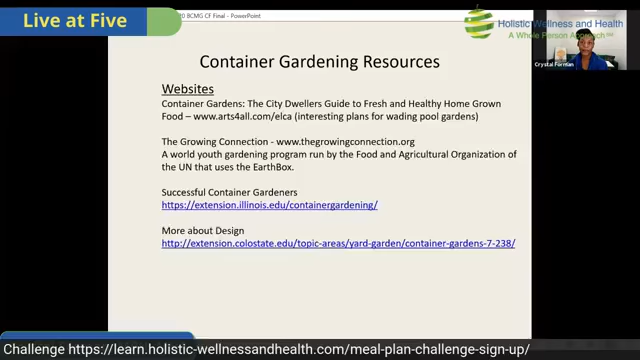 Live at Five
20 BCMG CF Final - PowerPoint
Holistic Wellness and Health
A Whole Person Approach
Crystal Forman
Container Gardening Resources
Websites
Container Gardens: The City Dwellers Guide to Fresh and Healthy Home Grown
Food – www.arts4all.com/elca (interesting plans for wading pool gardens)
The Growing Connection - www.thegrowingconnection.org
A world youth gardening program run by the Food and Agricultural Organization of
the UN that uses the EarthBox.
Successful Container Gardeners
https://extension.illinois.edu/containergardening/
More about Design
http://extension.colostate.edu/topic-areas/yard-garden/container-gardens-7-238/
Challenge https://learn.holistic-wellnessandhealth.com/meal-plan-challenge-sign-up/